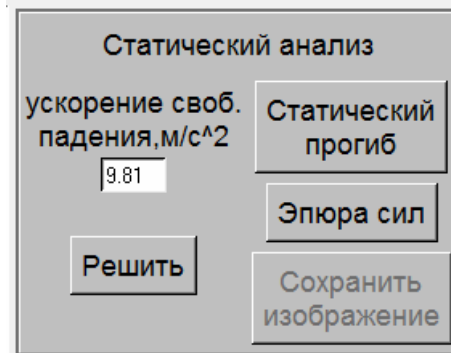 Статический анализ
ускорение своб.
падения,м/с^2
9.81
Решить
Статический
прогиб
Эпюра сил
Сохранить
изображение